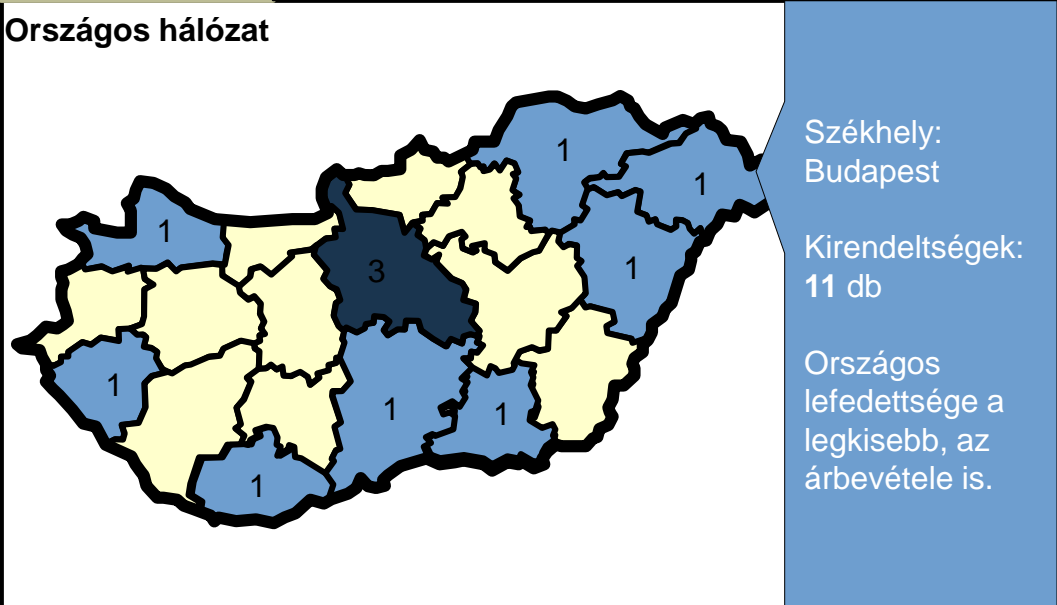 Országos hálózat
1
1
1
1
3
1
1
1
1
Székhely:
Budapest
Kirendeltségek:
11 db
Országos
lefedettsége a
legkisebb, az
árbevétele is.